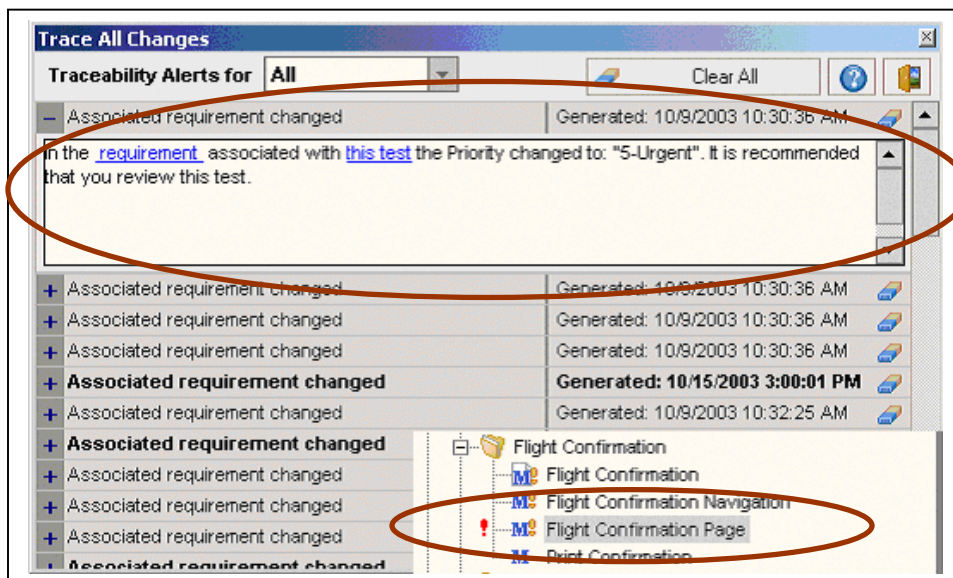 Trace All Changes
Traceability Alerts for All Clear All
Associated requirement changed Generated: 10/9/2003 10:30:36 AM
In the requirement associated with this test the Priority changed to: "5-Urgent". It is recommended
that you review this test.
Associated requirement changed Generated: 10/9/2003 10:30:36 AM
Associated requirement changed Generated: 10/9/2003 10:30:36 AM
Associated requirement changed Generated: 10/9/2003 10:30:36 AM
Associated requirement changed Generated: 10/15/2003 3:00:01 PM
Associated requirement changed Generated: 10/9/2003 10:32:25 AM
Associated requirement changed
Associated requirement changed
Associated requirement changed
Associated requirement changed
Associated requirement changed
Flight Confirmation
Flight Confirmation
Flight Confirmation Navigation
Flight Confirmation Page
Print Confirmation